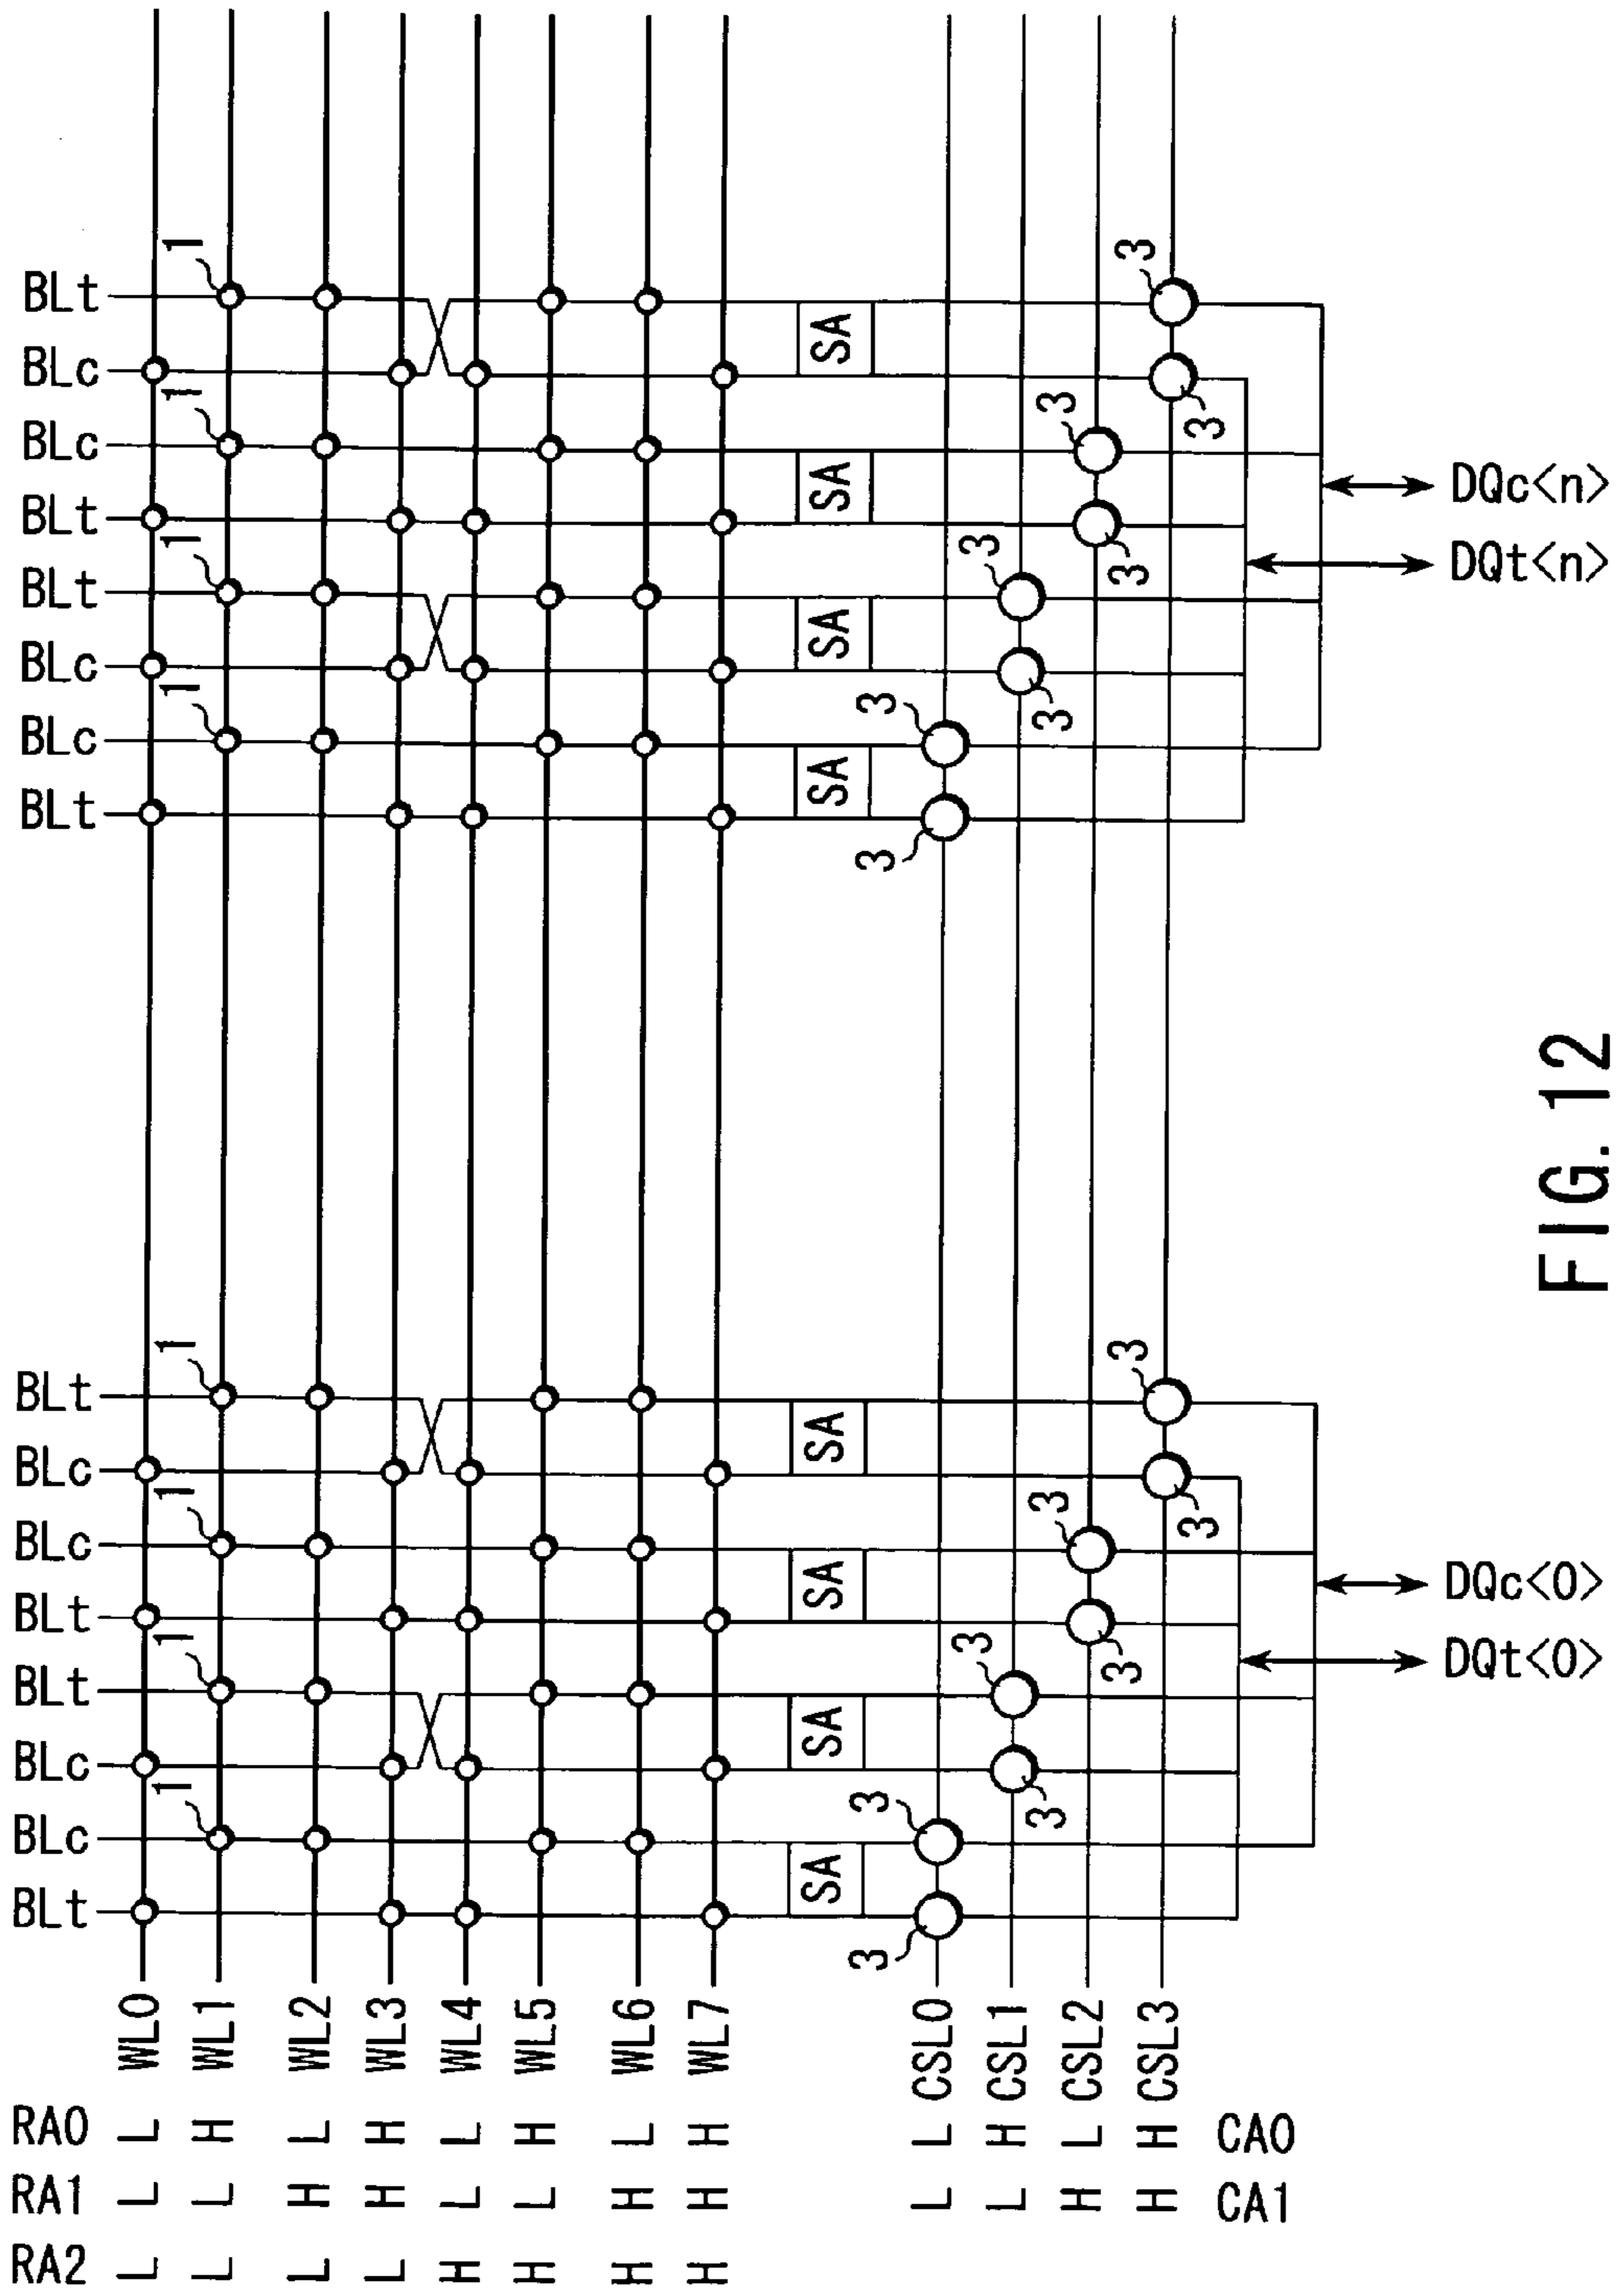 BLt
BLc
BLc
BLt
BLt
BLc
BLc
BLt
1
1
1
1
SA
SA
SA
SA
3
3
3
3
3
3
3
3
DQc<n>
DQt<n>
BLt
BLc
BLc
BLt
BLt
BLc
BLc
BLt
1
1
1
1
SA
SA
SA
SA
3
3
3
3
3
3
3
3
DQc<0>
DQt<0>
WL0 WL1 WL2 WL3 WL4 WL5 WL6 WL7 CSL0 CSL1 CSL2 CSL3
RA0 L H L H L H L H L H L H CA0
RA1 L L H H L L H H L L H H CA1
RA2 L L L L H H H H
FIG. 12